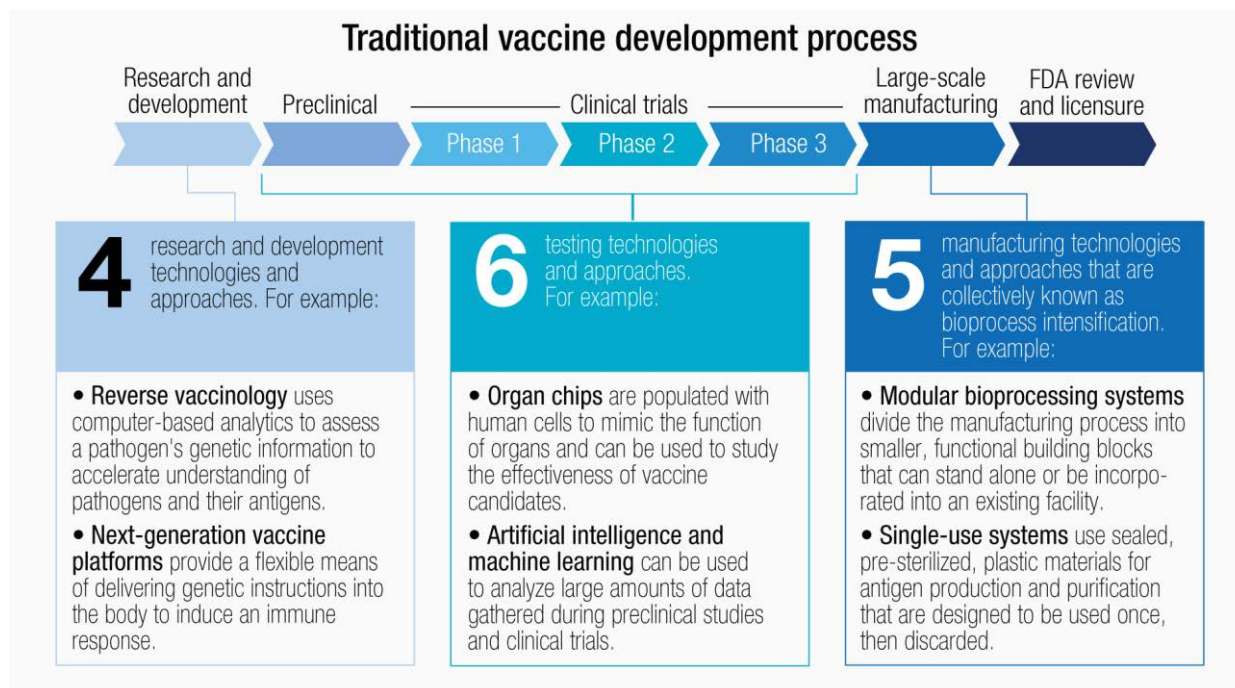 Traditional vaccine development process
Research and
development
Preclinical
Clinical trials
Large-scale
manufacturing
FDA review
and licensure
Phase 1
Phase 2
Phase 3
4
research and development
technologies and
approaches. For example:
• Reverse vaccinology uses
computer-based analytics to assess
a pathogen's genetic information to
accelerate understanding of
pathogens and their antigens.
• Next-generation vaccine
platforms provide a flexible means
of delivering genetic instructions into
the body to induce an immune
response.
6
testing technologies
and approaches.
For example:
• Organ chips are populated with
human cells to mimic the function
of organs and can be used to study
the effectiveness of vaccine
candidates.
• Artificial intelligence and
machine learning can be used
to analyze large amounts of data
gathered during preclinical studies
and clinical trials.
5
manufacturing technologies
and approaches that are
collectively known as
bioprocess intensification.
For example:
• Modular bioprocessing systems
divide the manufacturing process into
smaller, functional building blocks
that can stand alone or be incorpo-
rated into an existing facility.
• Single-use systems use sealed,
pre-sterilized, plastic materials for
antigen production and purification
that are designed to be used once,
then discarded.